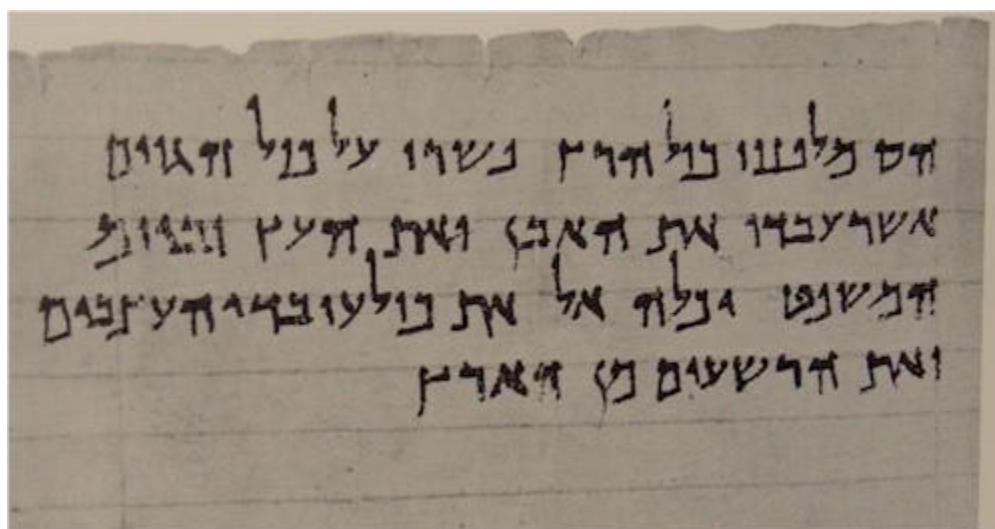 הס מלפניו כול הרץ פשרו על כול הגוים
אשר עבדו את האבן ואת העץ וביום
המשפט יכלה אל את כול עובדי העצבים
ואת הרשעים מן הארץ